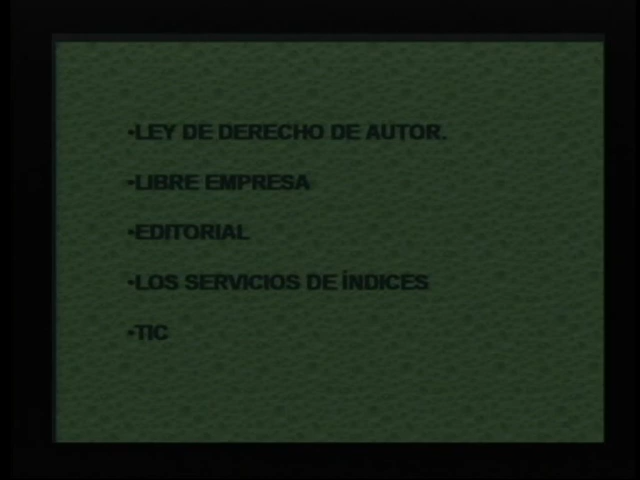 •LEY DE DERECHO DE AUTOR.
•LIBRE EMPRESA
•EDITORIAL
•LOS SERVICIOS DE ÍNDICES
•TIC